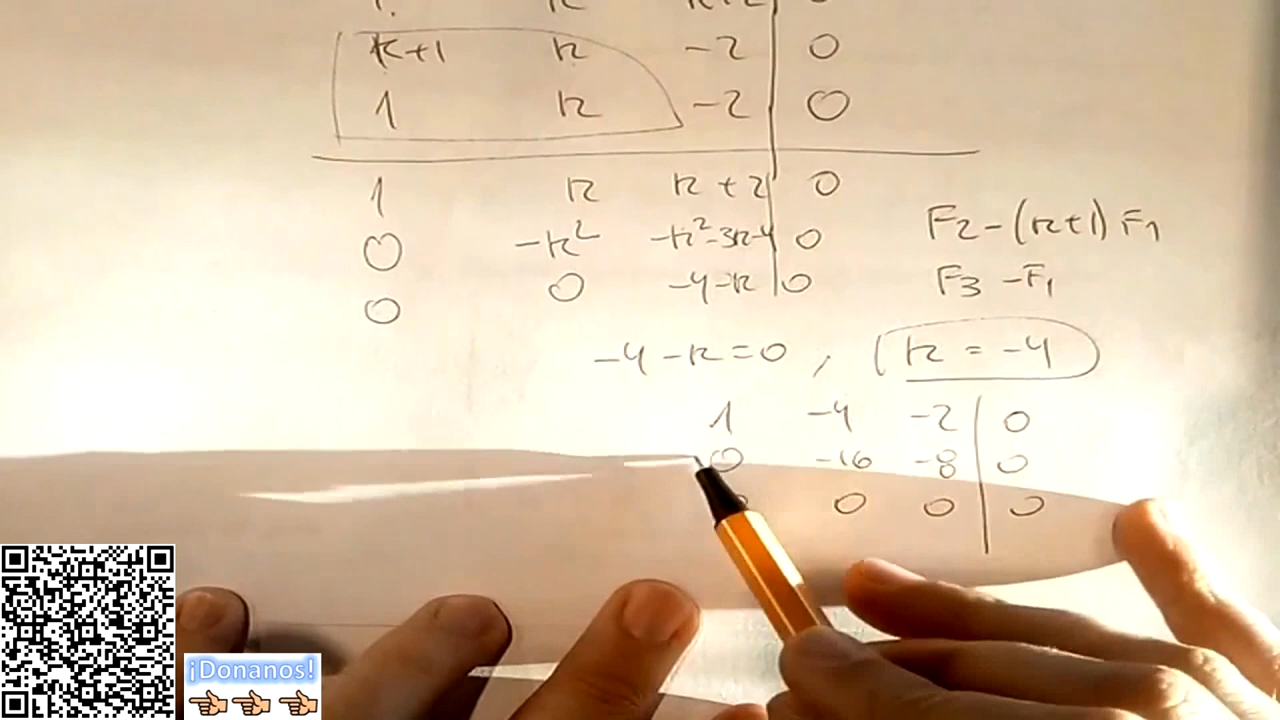 k+1 k -2 | 0
1 k -2 | 0
1 k k+2 | 0
0 -k² -k²-3k-4 | 0 F2-(k+1)F1
0 0 -4-k | 0 F3-F1
-4-k=0, k=-4
1 -4 -2 | 0
0 -16 -8 | 0
0 0 0 | 0
¡Donanos!